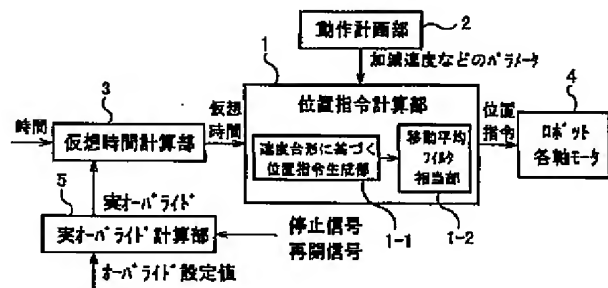 動作計画部
2
加減速度などのパラメータ
1
3
仮想
時間
位置指令計算部
位置
指令
4
時間
仮想時間計算部
速度台形に基づく
位置指令生成部
移動平均
フィルタ
相当部
ロボット
各軸モータ
実オーバライド
1-1
1-2
5
実オーバライド計算部
停止信号
再開信号
オーバライド設定値